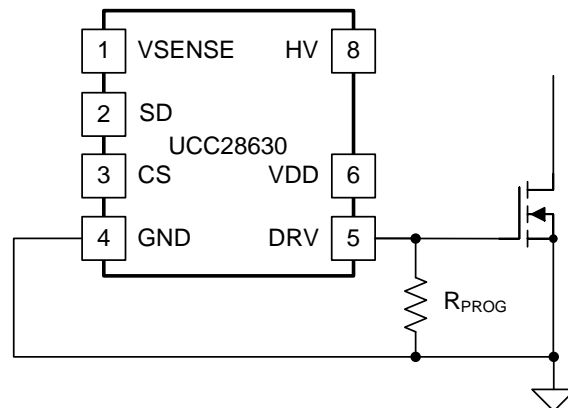 1 VSENSE HV 8
2 SD
UCC28630
3 CS VDD 6
4 GND DRV 5
RPROG